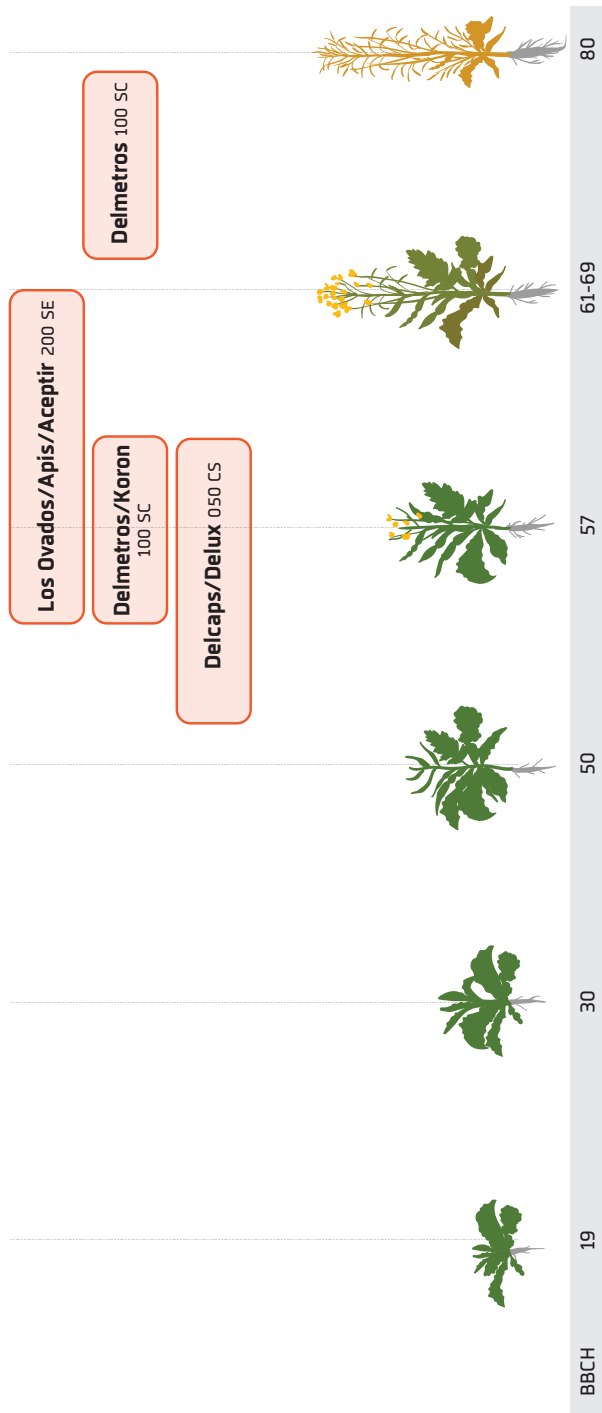 Los Ovados/Apis/Aceptir 200 SE
Delmetros/Koron
100 SC
Delmetros 100 SC
Delcaps/Delux 050 CS
BBCH
19
30
50
57
61-69
80